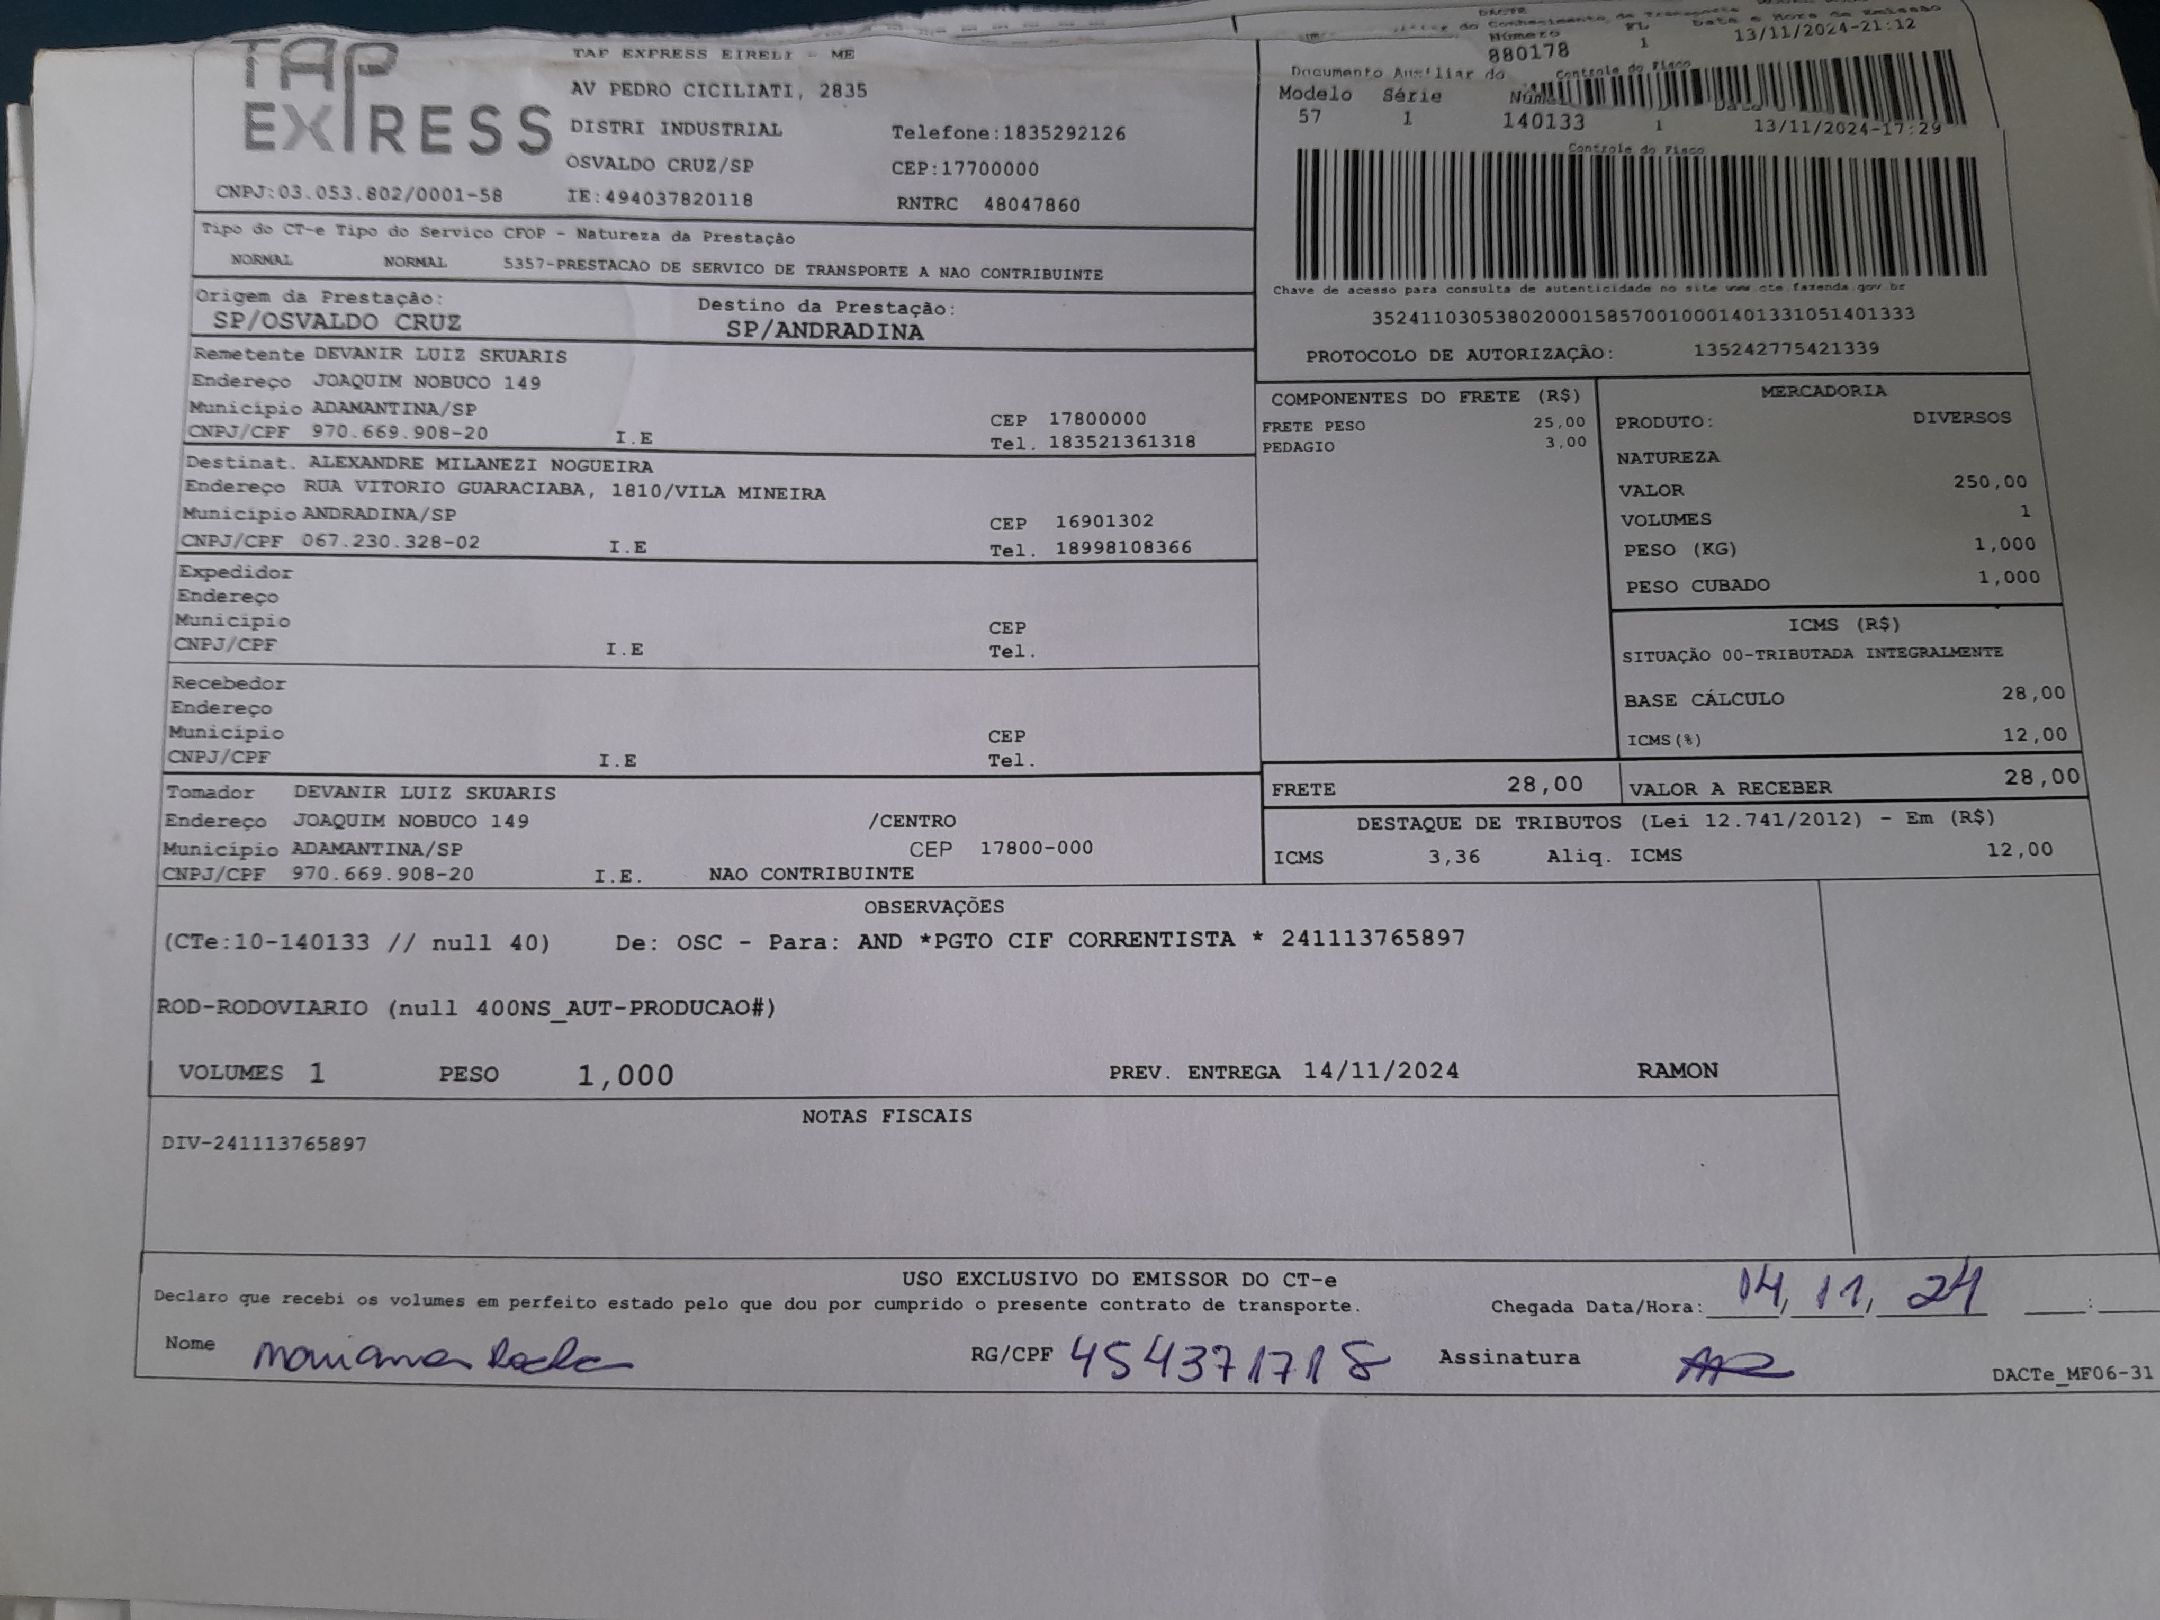 TAP
EXPRESS
TAP EXPRESS EIRELI - ME
AV PEDRO CICILIATI, 2835
DISTRI INDUSTRIAL Telefone:1835292126
OSVALDO CRUZ/SP CEP:17700000
CNPJ:03.053.802/0001-58 IE:494037820118 RNTRC 48047860
Número FL Data e Hora de Emissão
880178 1 13/11/2024-21:12
Documento Auxiliar do Controle do Fisco
Modelo Série
57 1 140133 1 13/11/2024-17:29
Controle do Fisco
Chave de acesso para consulta de autenticidade no site www.cte.fazenda.gov.br
35241103053802000158570010001401331051401333
PROTOCOLO DE AUTORIZAÇÃO: 135242775421339
Tipo do CT-e Tipo do Servico CFOP - Natureza da Prestação
NORMAL NORMAL 5357-PRESTACAO DE SERVICO DE TRANSPORTE A NAO CONTRIBUINTE
Origem da Prestação: Destino da Prestação:
SP/OSVALDO CRUZ SP/ANDRADINA
Remetente DEVANIR LUIZ SKUARIS
Endereço JOAQUIM NOBUCO 149
Município ADAMANTINA/SP CEP 17800000
CNPJ/CPF 970.669.908-20 I.E Tel. 183521361318
Destinat. ALEXANDRE MILANEZI NOGUEIRA
Endereço RUA VITORIO GUARACIABA, 1810/VILA MINEIRA
Município ANDRADINA/SP CEP 16901302
CNPJ/CPF 067.230.328-02 I.E Tel. 18998108366
Expedidor
Endereço
Município CEP
CNPJ/CPF I.E Tel.
Recebedor
Endereço
Município CEP
CNPJ/CPF I.E Tel.
Tomador DEVANIR LUIZ SKUARIS
Endereço JOAQUIM NOBUCO 149 /CENTRO
Município ADAMANTINA/SP CEP 17800-000
CNPJ/CPF 970.669.908-20 I.E. NAO CONTRIBUINTE
COMPONENTES DO FRETE (R$)
FRETE PESO 25,00
PEDAGIO 3,00
MERCADORIA
PRODUTO: DIVERSOS
NATUREZA
VALOR 250,00
VOLUMES 1
PESO (KG) 1,000
PESO CUBADO 1,000
ICMS (R$)
SITUAÇÃO 00-TRIBUTADA INTEGRALMENTE
BASE CÁLCULO 28,00
ICMS(%) 12,00
FRETE 28,00 VALOR A RECEBER 28,00
DESTAQUE DE TRIBUTOS (Lei 12.741/2012) - Em (R$)
ICMS 3,36 Aliq. ICMS 12,00
OBSERVAÇÕES
(CTe:10-140133 // null 40) De: OSC - Para: AND *PGTO CIF CORRENTISTA * 241113765897
ROD-RODOVIARIO (null 400NS_AUT-PRODUCAO#)
VOLUMES 1 PESO 1,000 PREV. ENTREGA 14/11/2024 RAMON
NOTAS FISCAIS
DIV-241113765897
USO EXCLUSIVO DO EMISSOR DO CT-e
Declaro que recebi os volumes em perfeito estado pelo que dou por cumprido o presente contrato de transporte. Chegada Data/Hora: 14, 11, 24 :
Nome Mariana RG/CPF 454371718 Assinatura
DACTe_MF06-31